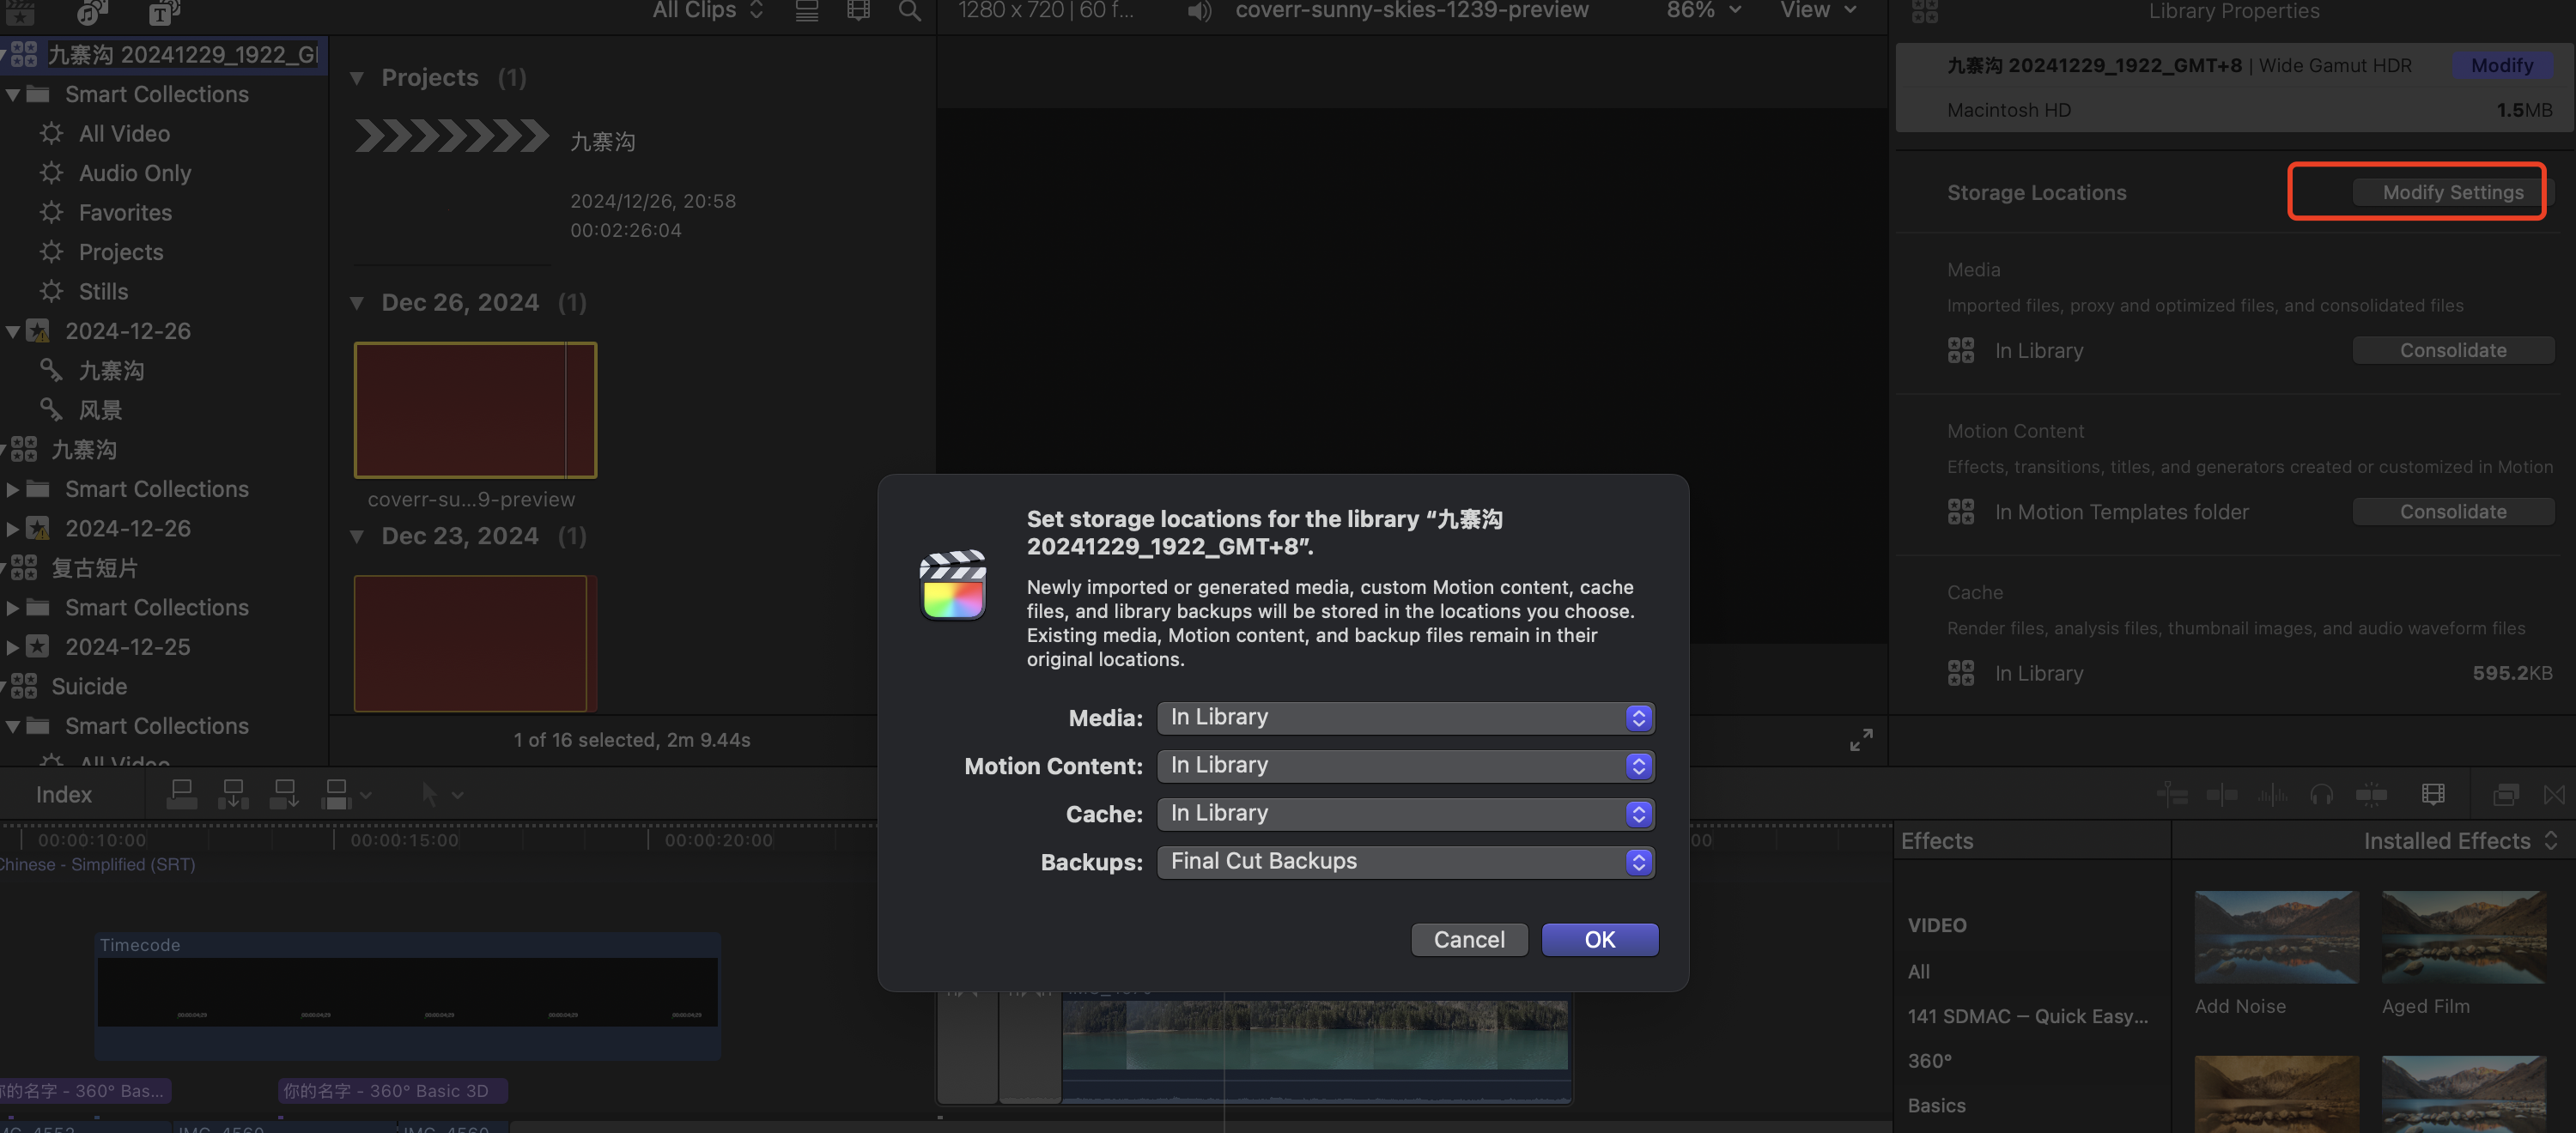 All Clips
1280 x 720 | 60 f...
coverr-sunny-skies-1239-preview
86%
View
Library Properties
九寨沟 20241229_1922_G
Smart Collections
All Video
Audio Only
Favorites
Projects
Stills
2024-12-26
九寨沟
风景
九寨沟
Smart Collections
2024-12-26
复古短片
Smart Collections
2024-12-25
Suicide
Smart Collections
All Video
Projects (1)
九寨沟
2024/12/26, 20:58
00:02:26:04
Dec 26, 2024 (1)
coverr-su...9-preview
Dec 23, 2024 (1)
1 of 16 selected, 2m 9.44s
九寨沟 20241229_1922_GMT+8 | Wide Gamut HDR
Modify
Macintosh HD
1.5MB
Storage Locations
Modify Settings
Media
Imported files, proxy and optimized files, and consolidated files
In Library
Consolidate
Motion Content
Effects, transitions, titles, and generators created or customized in Motion
In Motion Templates folder
Consolidate
Cache
Render files, analysis files, thumbnail images, and audio waveform files
In Library
595.2KB
Set storage locations for the library “九寨沟
20241229_1922_GMT+8”.
Newly imported or generated media, custom Motion content, cache
files, and library backups will be stored in the locations you choose.
Existing media, Motion content, and backup files remain in their
original locations.
Media:
In Library
Motion Content:
In Library
Cache:
In Library
Backups:
Final Cut Backups
Cancel
OK
Index
00:00:10:00
00:00:15:00
00:00:20:00
00
Chinese - Simplified (SRT)
Timecode
你的名字 - 360° Bas...
你的名字 - 360° Basic 3D
IMG_4560
IMG_4560
Effects
Installed Effects
VIDEO
All
141 SDMAC — Quick Easy...
360°
Basics
Add Noise
Aged Film